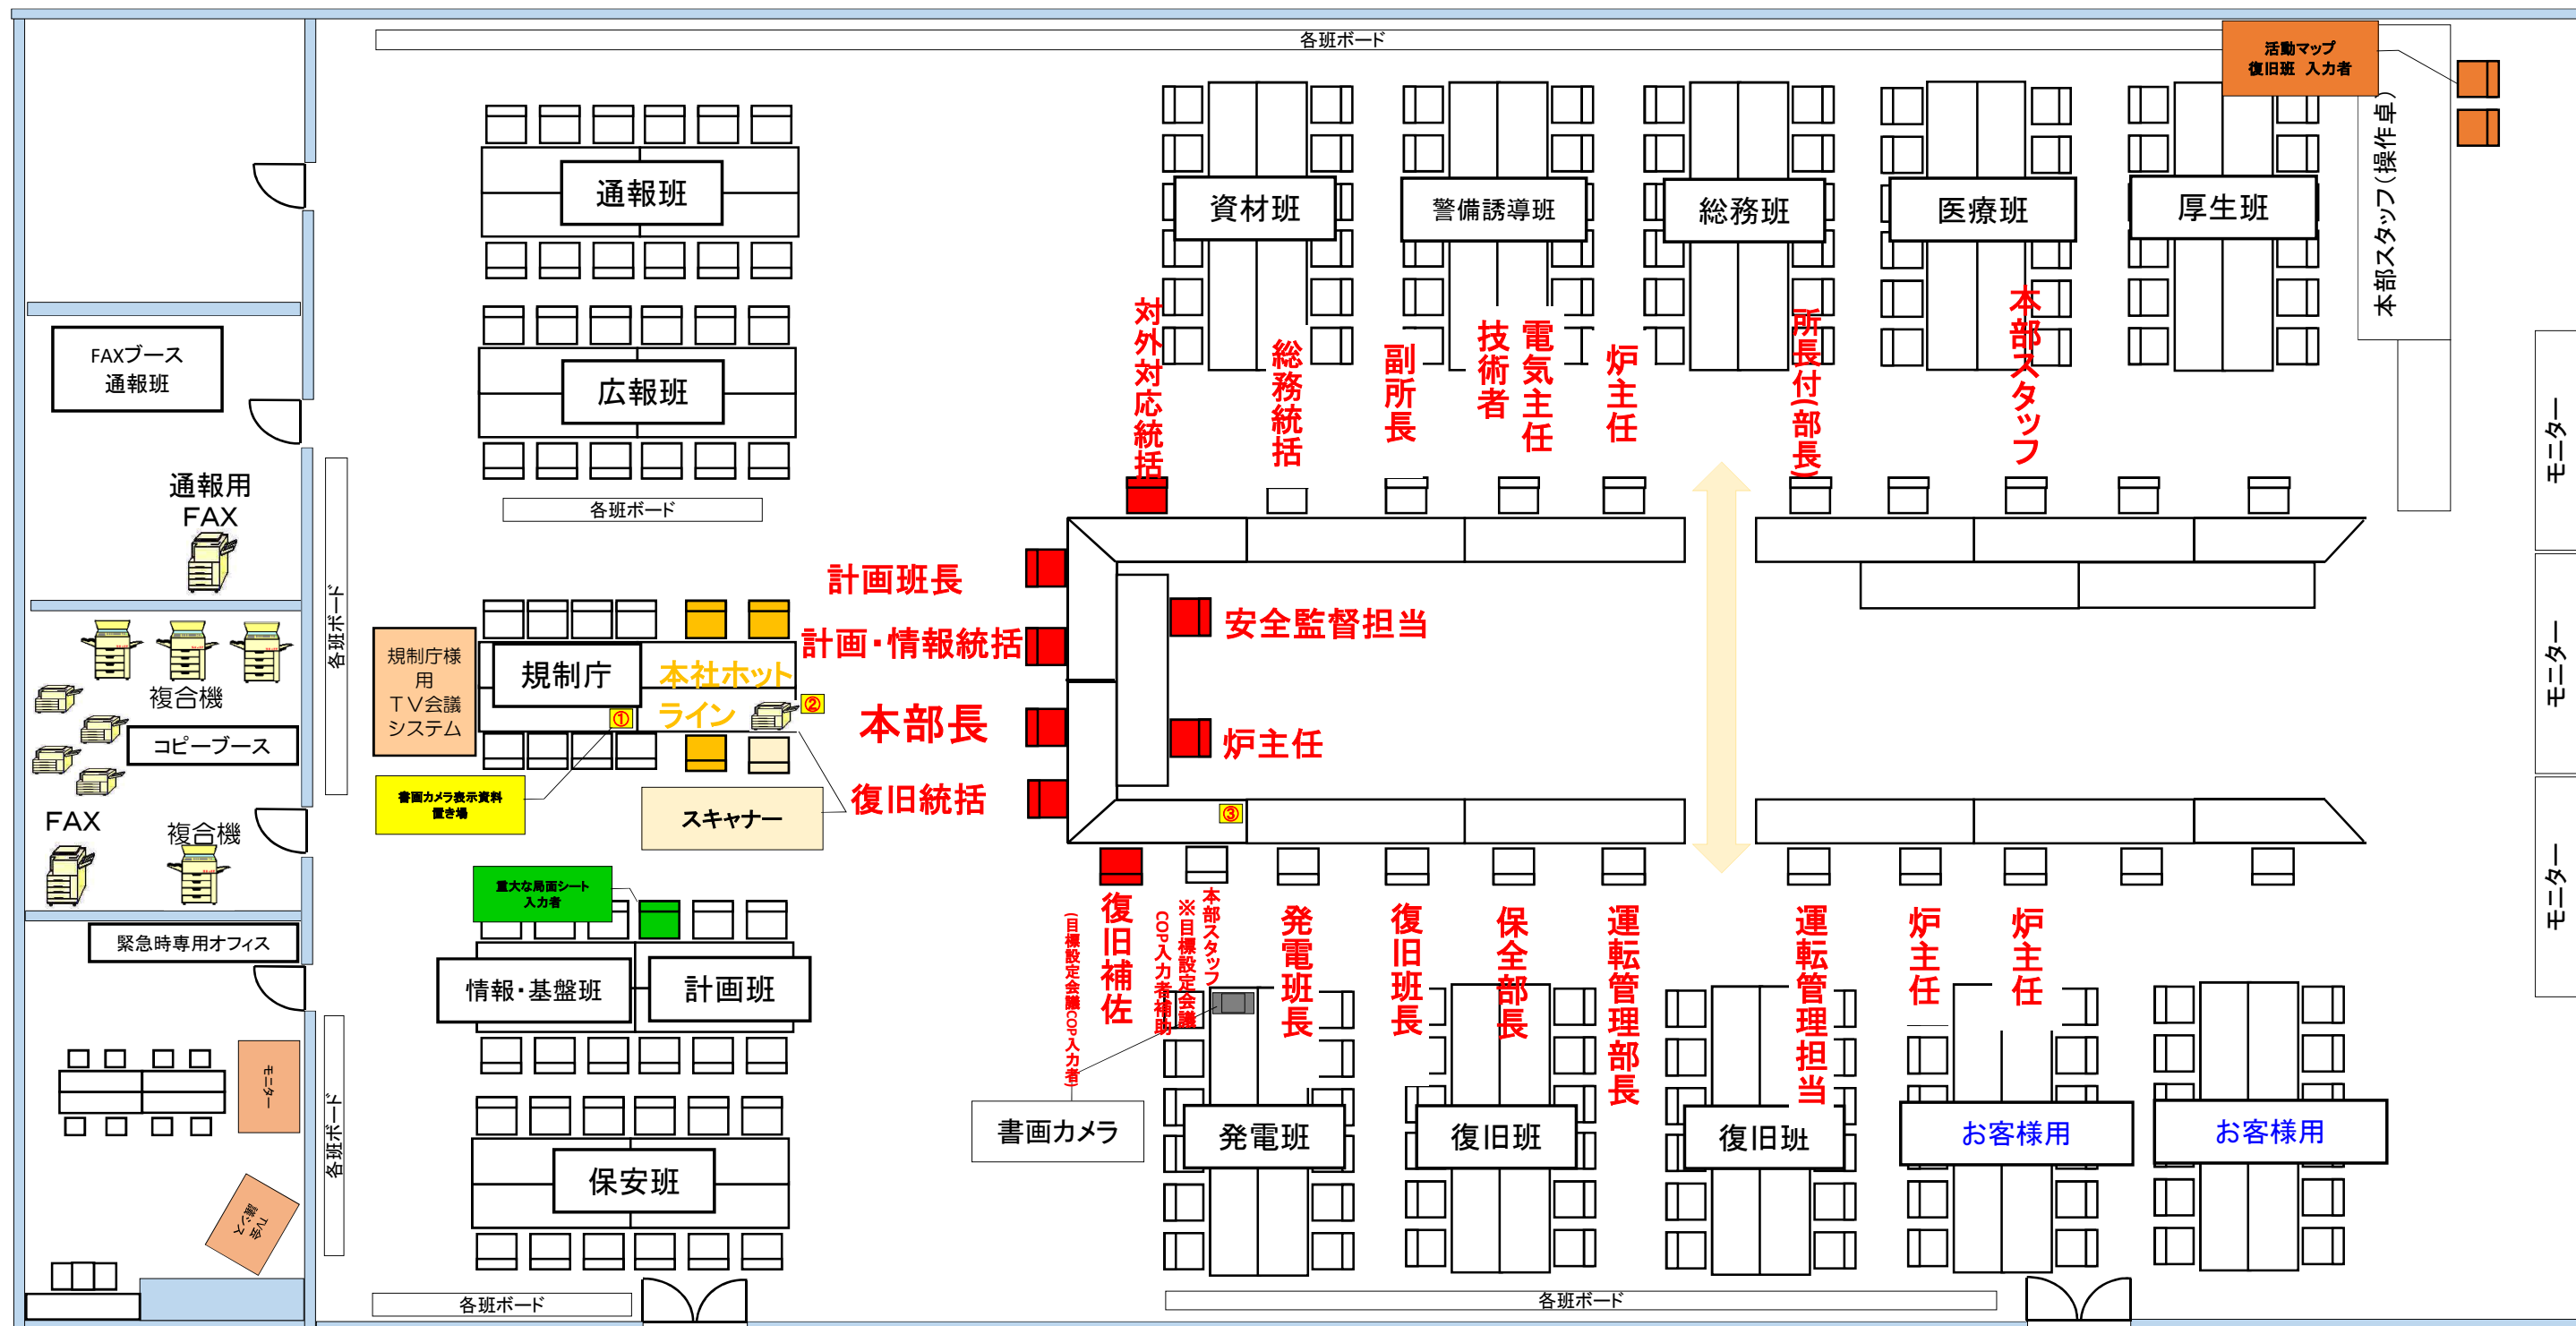 各班ボード
活動マップ
復旧班 入力者
本部スタッフ(操作卓)
通報班
資材班
警備誘導班
総務班
医療班
厚生班
FAXブース
通報班
広報班
対外対応統括
総務統括
副所長
電気主任
技術者
炉主任
所長付(部長)
本部スタッフ
モニター
モニター
モニター
通報用
FAX
各班ボード
各班ボード
計画班長
計画・情報統括
本部長
復旧統括
安全監督担当
炉主任
規制庁様
用
TV会議
システム
規制庁
本社ホット
ライン
①
②
③
複合機
コピーブース
書画カメラ表示資料
置き場
スキャナー
FAX
複合機
重大な局面シート
入力者
緊急時専用オフィス
情報・基盤班
計画班
復旧補佐
(目標設定会議COP入力者)
本部スタッフ
※目標設定会議
COP入力者補助
発電班長
復旧班長
保全部長
運転管理部長
運転管理担当
炉主任
炉主任
モニター
TV会
議シス
各班ボード
書画カメラ
保安班
発電班
復旧班
復旧班
お客様用
お客様用
各班ボード
各班ボード